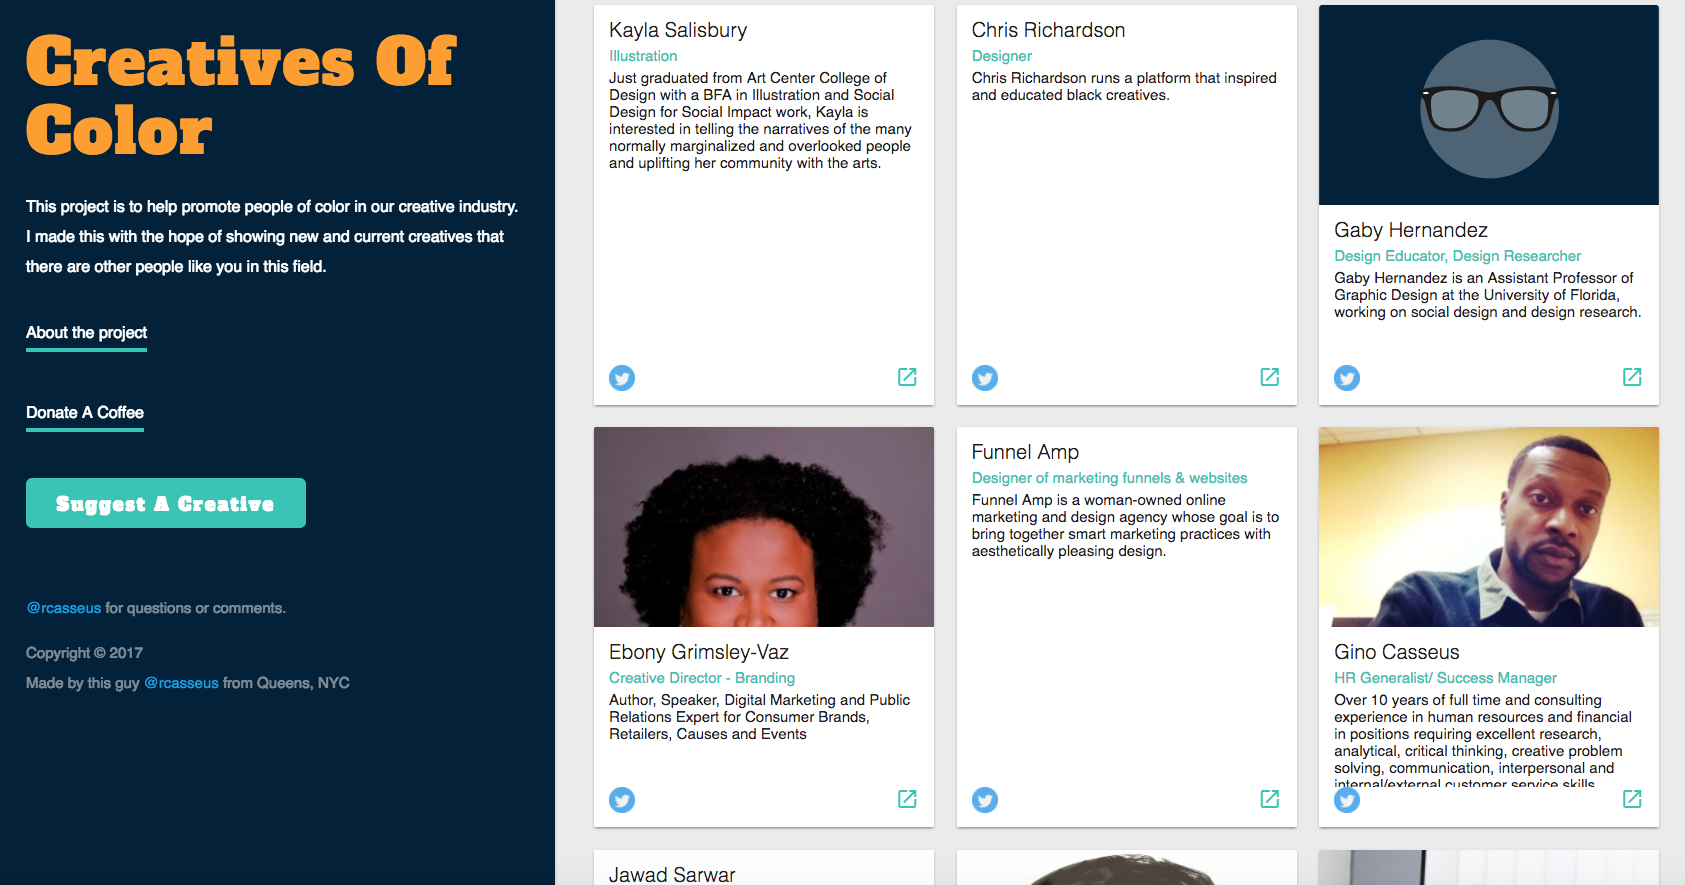 Creatives Of
Color
This project is to help promote people of color in our creative industry.
I made this with the hope of showing new and current creatives that
there are other people like you in this field.
About the project
Donate A Coffee
Suggest A Creative
@rcasseus for questions or comments.
Copyright © 2017
Made by this guy @rcasseus from Queens, NYC
Kayla Salisbury
Illustration
Just graduated from Art Center College of
Design with a BFA in Illustration and Social
Design for Social Impact work, Kayla is
interested in telling the narratives of the many
normally marginalized and overlooked people
and uplifting her community with the arts.
Chris Richardson
Designer
Chris Richardson runs a platform that inspired
and educated black creatives.
Gaby Hernandez
Design Educator, Design Researcher
Gaby Hernandez is an Assistant Professor of
Graphic Design at the University of Florida,
working on social design and design research.
Ebony Grimsley-Vaz
Creative Director - Branding
Author, Speaker, Digital Marketing and Public
Relations Expert for Consumer Brands,
Retailers, Causes and Events
Funnel Amp
Designer of marketing funnels & websites
Funnel Amp is a woman-owned online
marketing and design agency whose goal is to
bring together smart marketing practices with
aesthetically pleasing design.
Gino Casseus
HR Generalist/ Success Manager
Over 10 years of full time and consulting
experience in human resources and financial
in positions requiring excellent research,
analytical, critical thinking, creative problem
solving, communication, interpersonal and
internal/external customer service skills
Jawad Sarwar